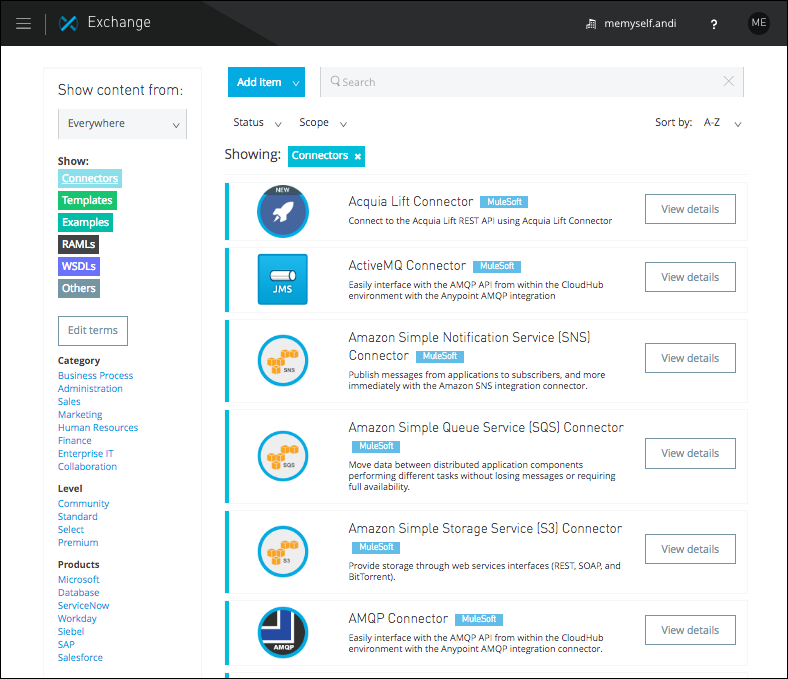 Exchange
memyself.andi
?
ME
Show content from:
Everywhere
Show:
Connectors
Templates
Examples
RAMLs
WSDLs
Others
Edit terms
Category
Business Process
Administration
Sales
Marketing
Human Resources
Finance
Enterprise IT
Collaboration
Level
Community
Standard
Select
Premium
Products
Microsoft
Database
ServiceNow
Workday
Siebel
SAP
Salesforce
Add item
Search
Status
Scope
Sort by: A-Z
Showing: Connectors ×
NEW
Acquia Lift Connector MuleSoft
Connect to the Acquia Lift REST API using Acquia Lift Connector
View details
JMS
ActiveMQ Connector MuleSoft
Easily interface with the AMQP API from within the CloudHub
environment with the Anypoint AMQP integration
View details
SNS
Amazon Simple Notification Service (SNS)
Connector MuleSoft
Publish messages from applications to subscribers, and more
immediately with the Amazon SNS integration connector.
View details
SQS
Amazon Simple Queue Service (SQS) Connector
MuleSoft
Move data between distributed application components
performing different tasks without losing messages or requiring
full availability.
View details
S3
Amazon Simple Storage Service (S3) Connector
MuleSoft
Provide storage through web services interfaces (REST, SOAP, and
BitTorrent).
View details
AMQP
AMQP Connector MuleSoft
Easily interface with the AMQP API from within the CloudHub
environment with the Anypoint AMQP integration connector.
View details